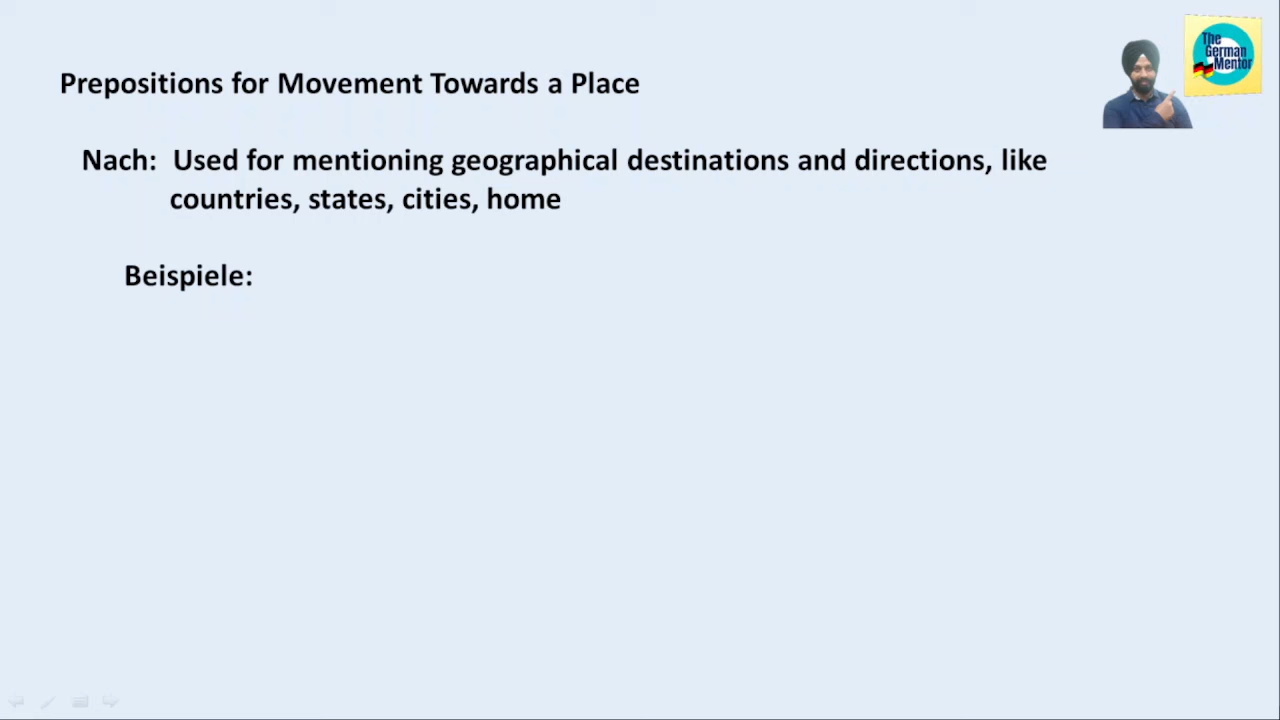 Prepositions for Movement Towards a Place
Nach: Used for mentioning geographical destinations and directions, like
countries, states, cities, home
Beispiele:
The
German
Mentor